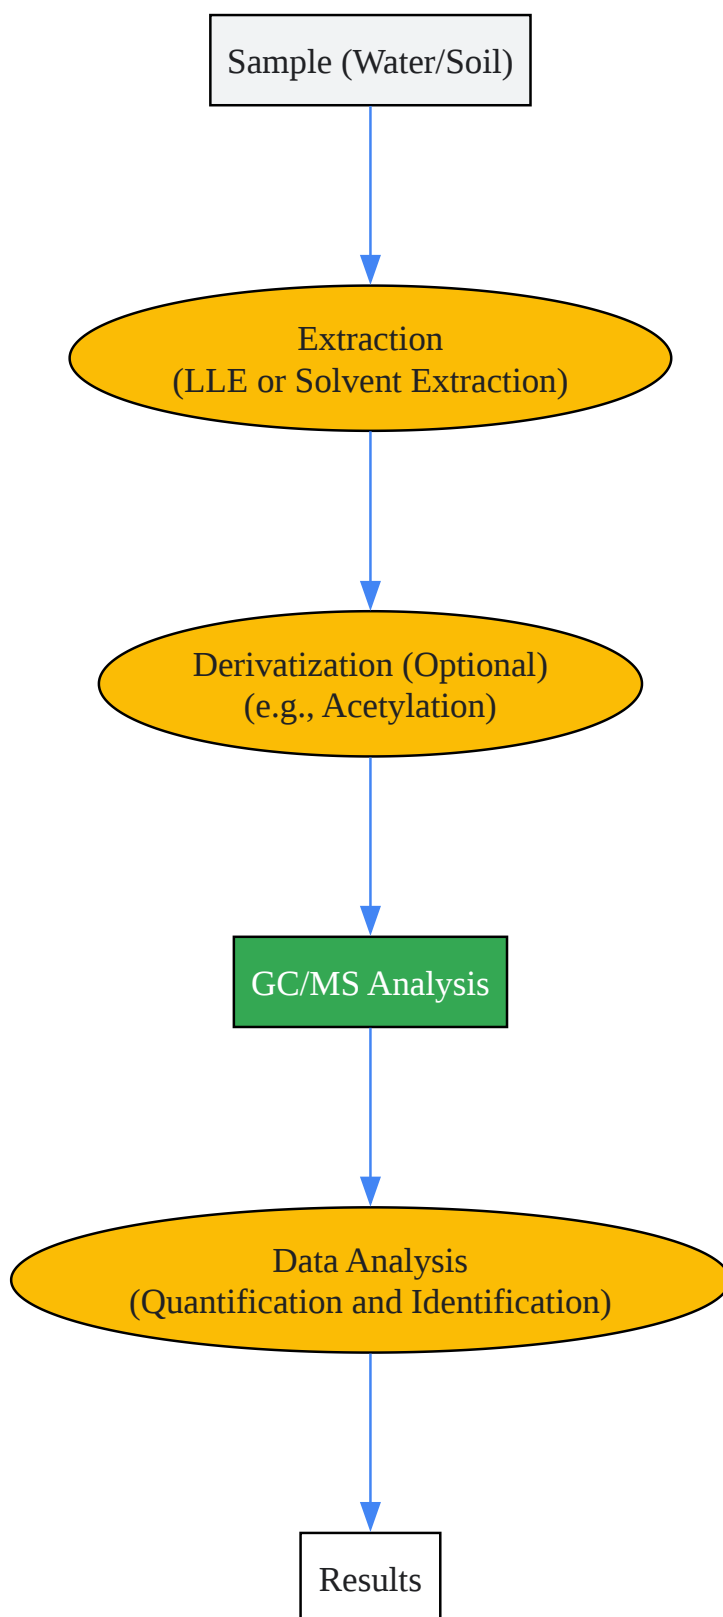 Sample (Water/Soil)
Extraction
(LLE or Solvent Extraction)
Derivatization (Optional)
(e.g., Acetylation)
GC/MS Analysis
Data Analysis
(Quantification and Identification)
Results